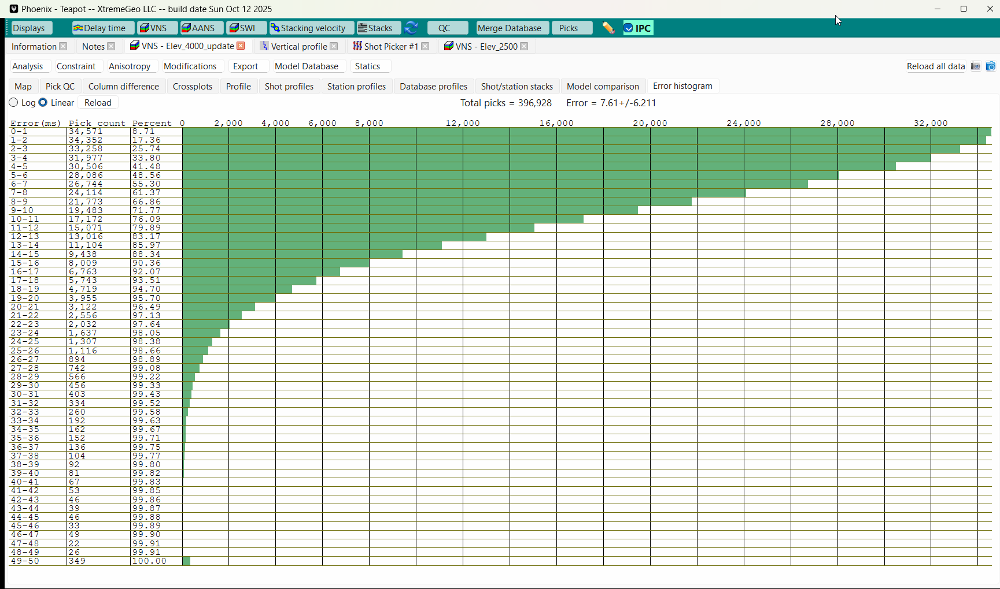 Phoenix - Teapot -- XtremeGeo LLC -- build date Sun Oct 12 2025
Displays Delay time VNS AANS SWI Stacking velocity Stacks QC Merge Database Picks IPC
Information Notes VNS - Elev_4000_update Vertical profile Shot Picker #1 VNS - Elev_2500
Analysis Constraint Anisotropy Modifications Export Model Database Statics Reload all data
Map Pick QC Column difference Crossplots Profile Shot profiles Station profiles Database profiles Shot/station stacks Model comparison Error histogram
Log Linear Reload Total picks = 396,928 Error = 7.61+/-6.211
Error(ms) Pick count Percent 0 2,000 4,000 6,000 8,000 12,000 16,000 20,000 24,000 28,000 32,000
0-1 34,571 8.71
1-2 34,352 17.36
2-3 33,258 25.74
3-4 31,977 33.80
4-5 30,506 41.48
5-6 28,086 48.56
6-7 26,744 55.30
7-8 24,114 61.37
8-9 21,773 66.86
9-10 19,483 71.77
10-11 17,172 76.09
11-12 15,071 79.89
12-13 13,016 83.17
13-14 11,104 85.97
14-15 9,438 88.34
15-16 8,009 90.36
16-17 6,763 92.07
17-18 5,743 93.51
18-19 4,719 94.70
19-20 3,955 95.70
20-21 3,122 96.49
21-22 2,556 97.13
22-23 2,032 97.64
23-24 1,637 98.05
24-25 1,307 98.38
25-26 1,116 98.66
26-27 894 98.89
27-28 742 99.08
28-29 566 99.22
29-30 456 99.33
30-31 403 99.43
31-32 334 99.52
32-33 260 99.58
33-34 192 99.63
34-35 162 99.67
35-36 152 99.71
36-37 136 99.75
37-38 104 99.77
38-39 92 99.80
39-40 81 99.82
40-41 67 99.83
41-42 53 99.85
42-43 46 99.86
43-44 39 99.87
44-45 46 99.88
45-46 33 99.89
46-47 49 99.90
47-48 22 99.91
48-49 26 99.91
49-50 349 100.00